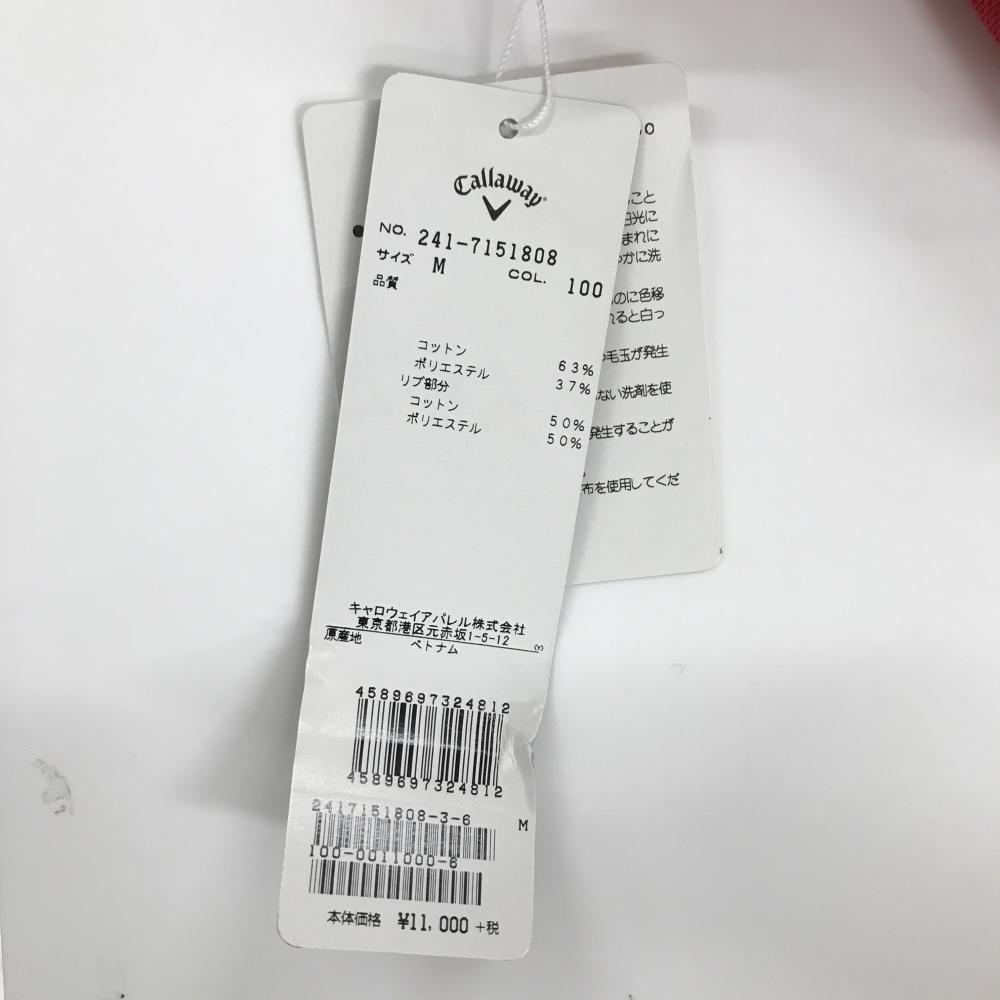 Callaway
NO. 241-7151808
サイズ M COL. 100
品質
コットン 63%
ポリエステル 37%
リブ部分
コットン 50%
ポリエステル 50%
キャロウェイアパレル株式会社
東京都港区元赤坂1-5-12
原産地 ベトナム 3
4589697324812
4589697324812
2417151808-3-6 M
100-0011000-6
本体価格 ¥11,000 +税
こと
日光に
まれに
やかに洗
のに色移
れると白っ
毛玉が発生
ない洗剤を使
発生することが
布を使用してくだ